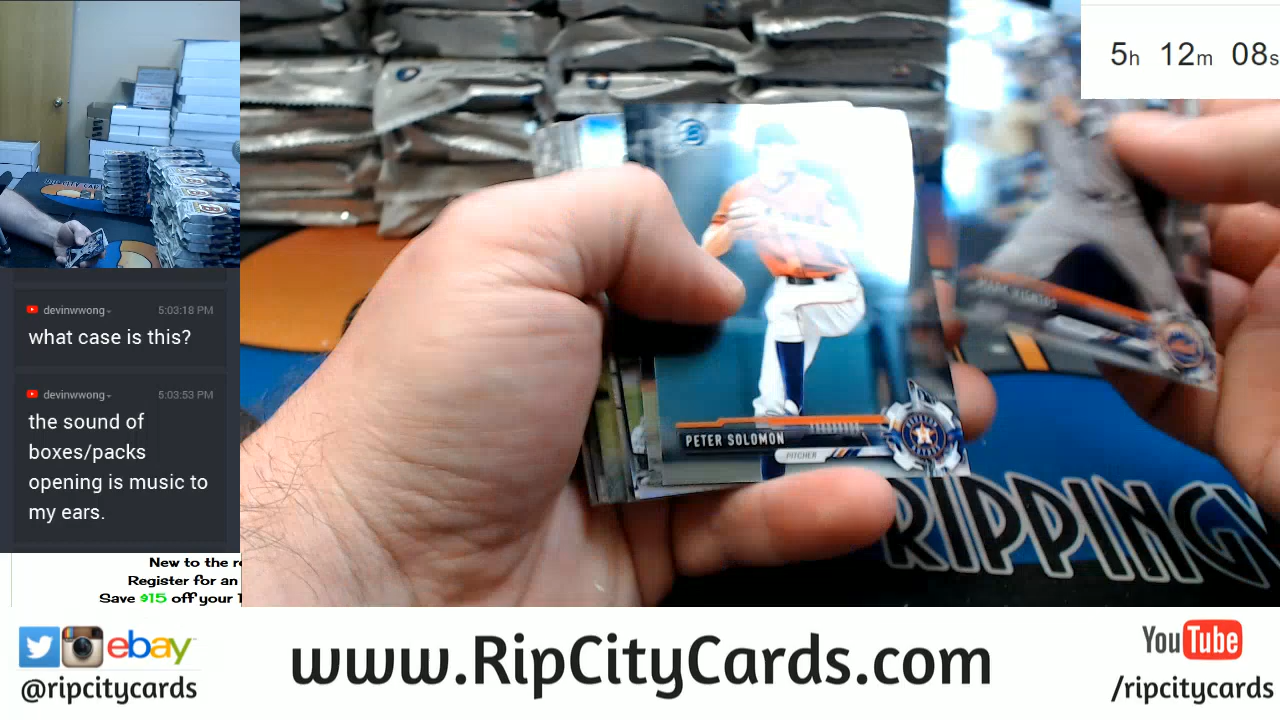 5h 12m 08s
RIPCITY CARDS
devinwwong
5:03:18 PM
what case is this?
devinwwong
5:03:53 PM
the sound of
boxes/packs
opening is music to
my ears.
New to the r
Register for an
Save $15 off your
PETER SOLOMON
PITCHER
RIPPING
ebay
@ripcitycards
www.RipCityCards.com
YouTube
/ripcitycards